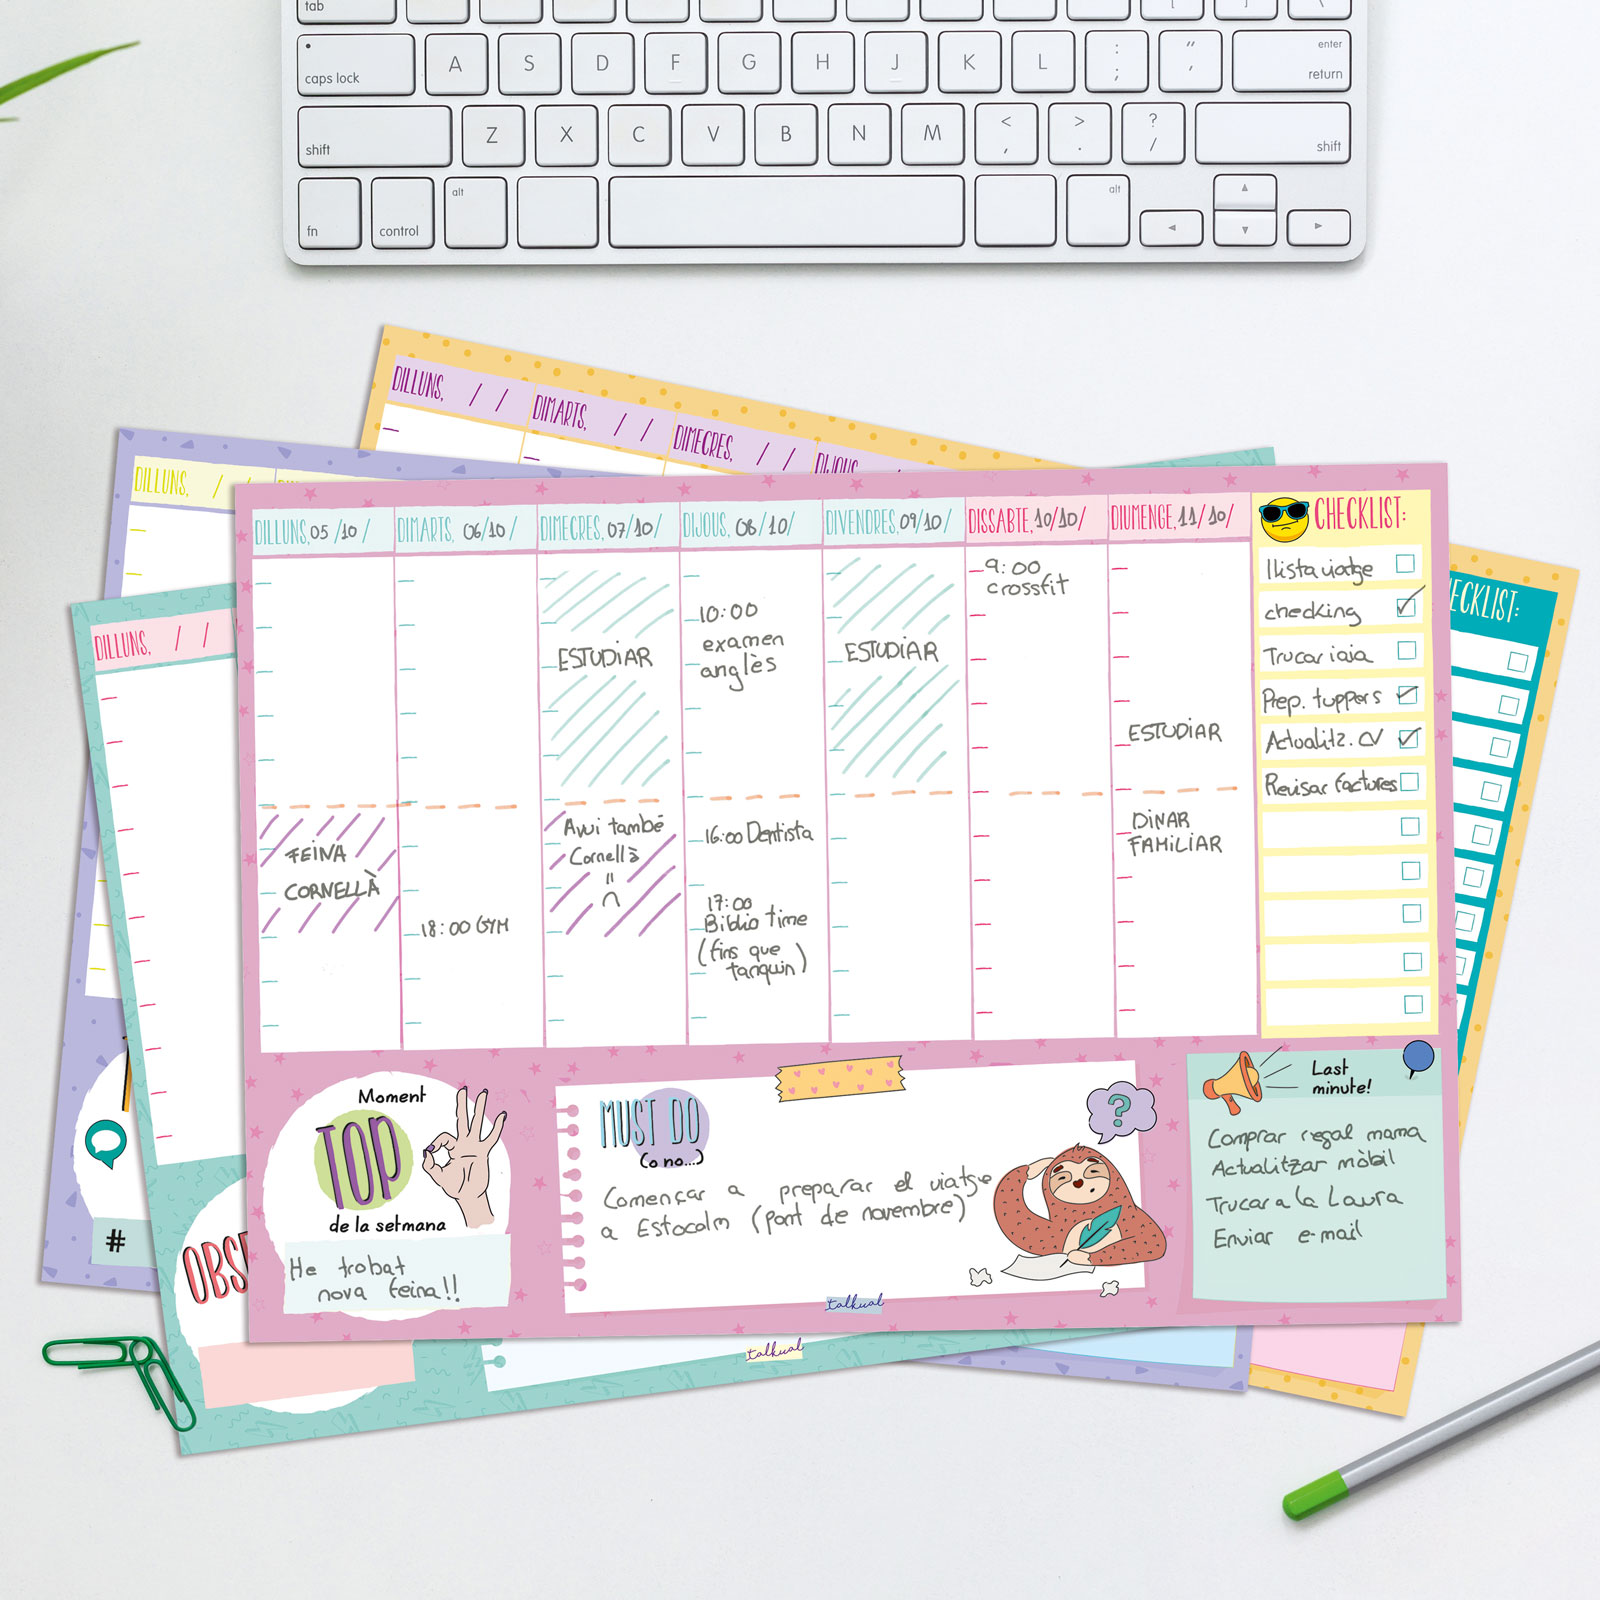 tab
caps lock A S D F G H J K L : ; " ' enter return
shift Z X C V B N M < , > . ? / shift
fn control alt alt
DILLUNS, / / DIMARTS, / / DIMECRES, / / DIJOUS,
DILLUNS, /
DILLUNS, / /
DILLUNS, 05/10/ DIMARTS, 06/10/ DIMECRES, 07/10/ DIJOUS, 08/10/ DIVENDRES 09/10/ DISSABTE, 10/10/ DIUMENGE, 11/10/
FEINA
CORNELLÀ
18:00 GYM
ESTUDIAR
Avui també
Cornellà
10:00
examen
anglès
16:00 Dentista
17:00
Biblio time
(fins que
tanquin)
ESTUDIAR
9:00
crossfit
ESTUDIAR
DINAR
FAMILIAR
CHECKLIST:
llista viatge
checking
Trucar iaia
Prep. tuppers
Actualitz. CV
Revisar factures
ECKLIST:
Moment
TOP
de la setmana
He trobat
nova feina!!
MUST DO
(o no...)
Començar a preparar el viatge
a Estocolm (pont de novembre)
?
Last
minute!
Comprar regal mama
Actualitzar mòbil
Trucar a la Laura
Enviar e-mail
talkual
#
OBSE
talkual